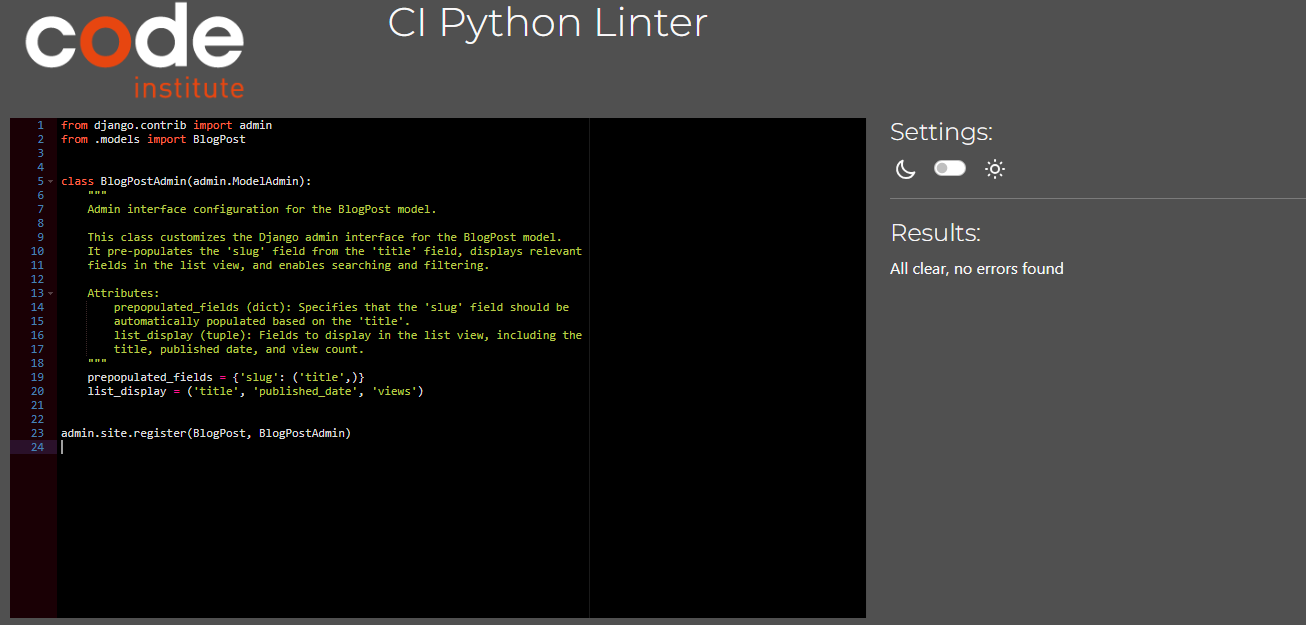 code
institute
CI Python Linter
1 from django.contrib import admin
2 from .models import BlogPost
3
4
5 class BlogPostAdmin(admin.ModelAdmin):
6     """
7     Admin interface configuration for the BlogPost model.
8
9     This class customizes the Django admin interface for the BlogPost model.
10     It pre-populates the 'slug' field from the 'title' field, displays relevant
11     fields in the list view, and enables searching and filtering.
12
13     Attributes:
14         prepopulated_fields (dict): Specifies that the 'slug' field should be
15         automatically populated based on the 'title'.
16         list_display (tuple): Fields to display in the list view, including the
17         title, published date, and view count.
18     """
19     prepopulated_fields = {'slug': ('title',)}
20     list_display = ('title', 'published_date', 'views')
21
22
23 admin.site.register(BlogPost, BlogPostAdmin)
24
Settings:
Results:
All clear, no errors found